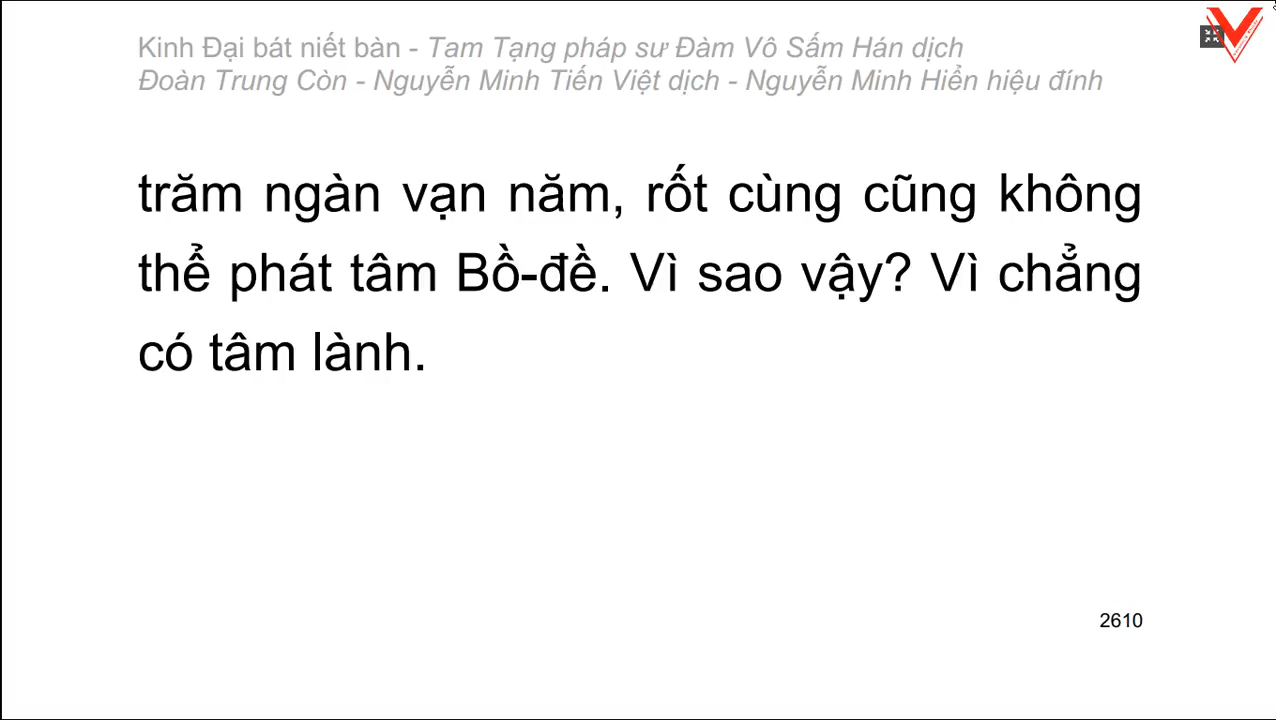 Kinh Đại bát niết bàn - Tam Tạng pháp sư Đàm Vô Sấm Hán dịch
Đoàn Trung Còn - Nguyễn Minh Tiến Việt dịch - Nguyễn Minh Hiển hiệu đính
trăm ngàn vạn năm, rốt cùng cũng không
thể phát tâm Bồ-đề. Vì sao vậy? Vì chẳng
có tâm lành.
2610